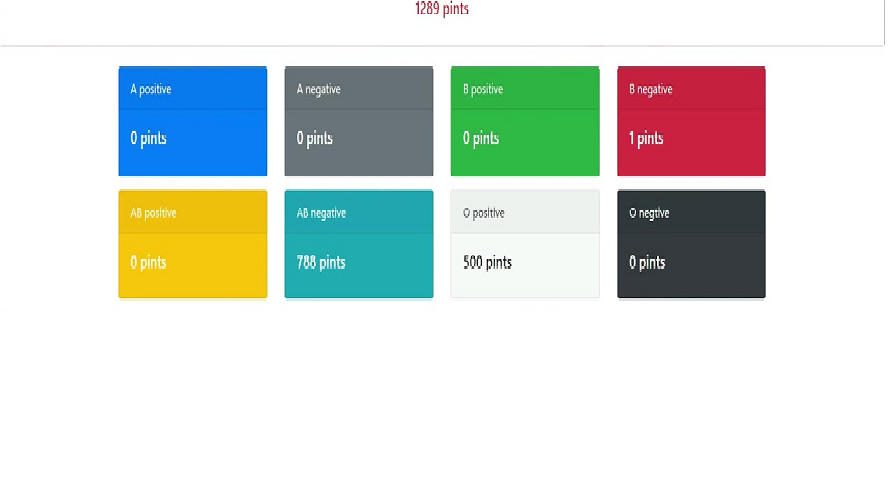 1289 pints
A positive
A negative
B positive
B negative
0 pints
0 pints
0 pints
1 pints
AB positive
AB negative
O positive
O negtive
0 pints
788 pints
500 pints
0 pints